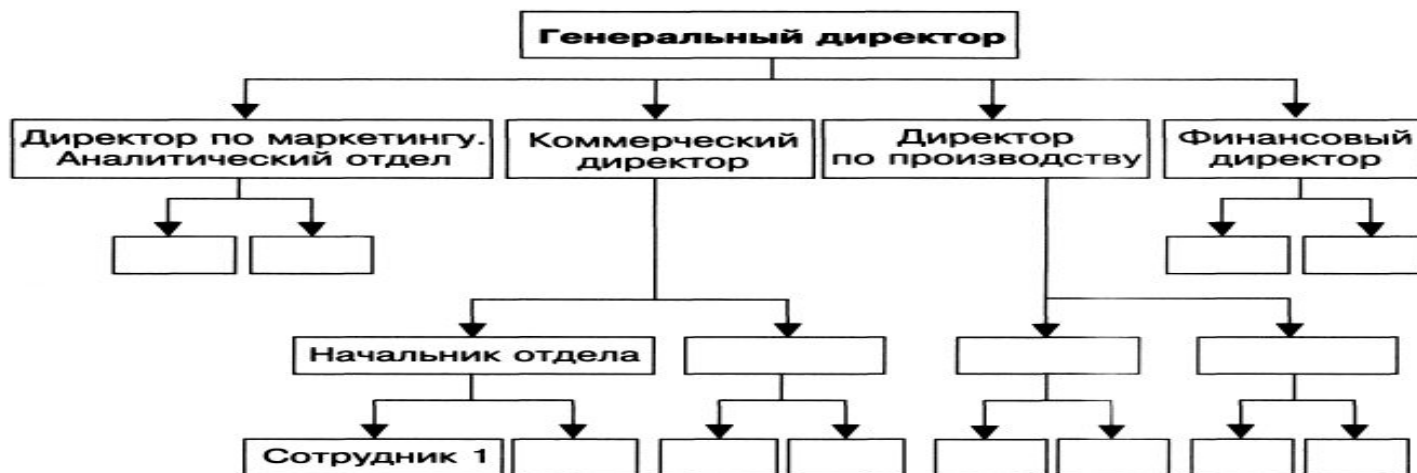 Генеральный директор
Директор по маркетингу.
Аналитический отдел
Коммерческий
директор
Директор
по производству
Финансовый
директор
Начальник отдела
Сотрудник 1